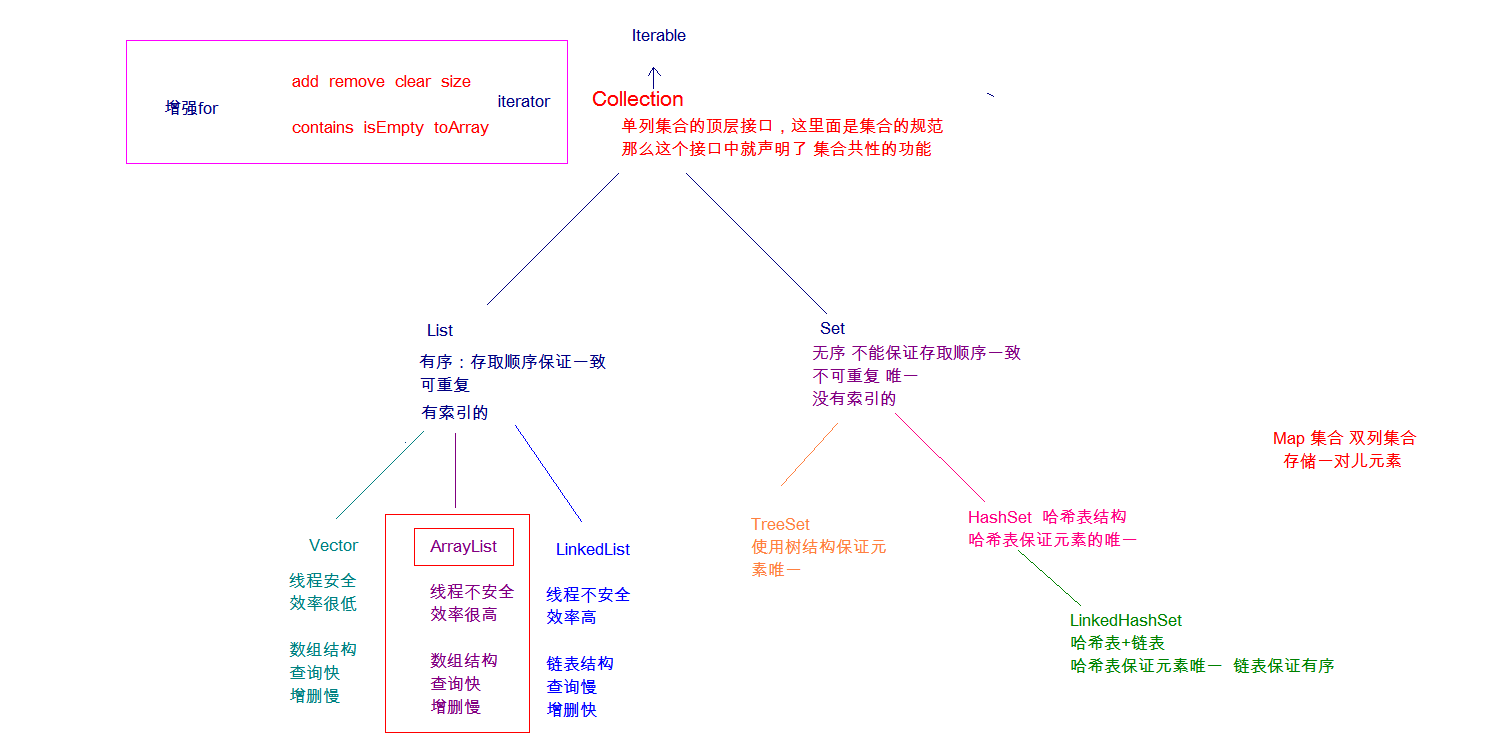 Iterable
增强for
add remove clear size
contains isEmpty toArray
iterator
Collection
单列集合的顶层接口，这里面是集合的规范
那么这个接口中就声明了 集合共性的功能
List
有序：存取顺序保证一致
可重复
有索引的
Set
无序 不能保证存取顺序一致
不可重复 唯一
没有索引的
Map 集合 双列集合
存储一对儿元素
Vector
线程安全
效率很低
数组结构
查询快
增删慢
ArrayList
线程不安全
效率很高
数组结构
查询快
增删慢
LinkedList
线程不安全
效率高
链表结构
查询慢
增删快
TreeSet
使用树结构保证元
素唯一
HashSet 哈希表结构
哈希表保证元素的唯一
LinkedHashSet
哈希表+链表
哈希表保证元素唯一 链表保证有序